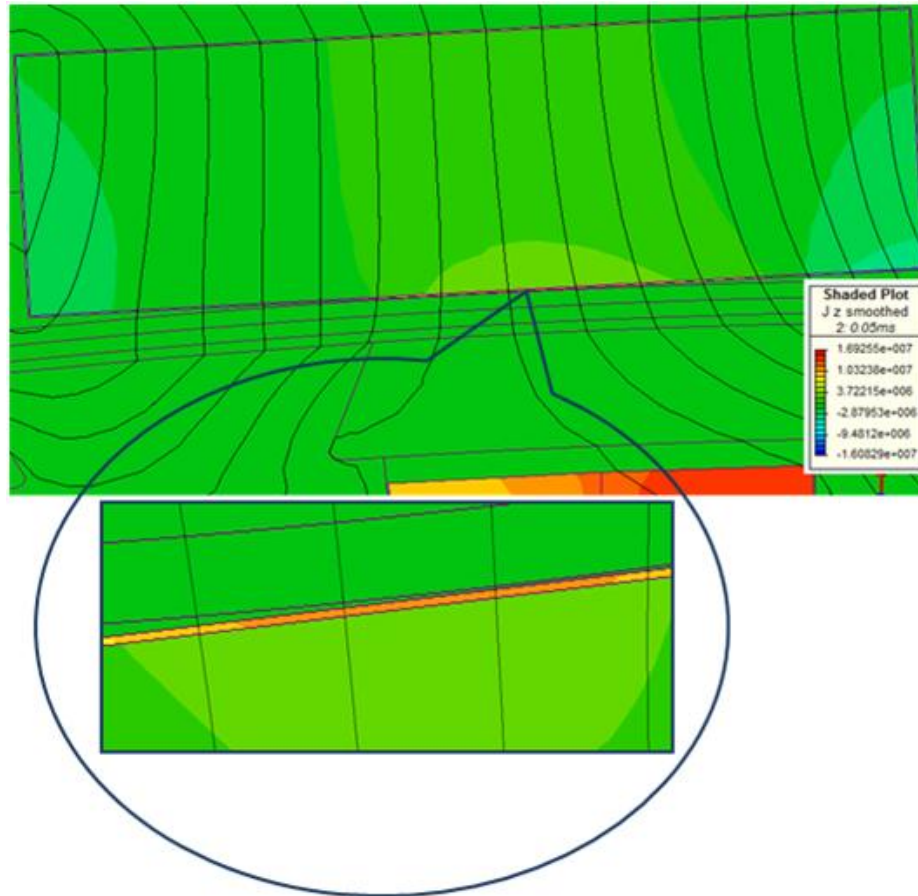 Shaded Plot
J z smoothed
2: 0.05ms
1.69255e+007
1.03238e+007
3.72215e+006
-2.87953e+006
-9.4812e+006
-1.60829e+007